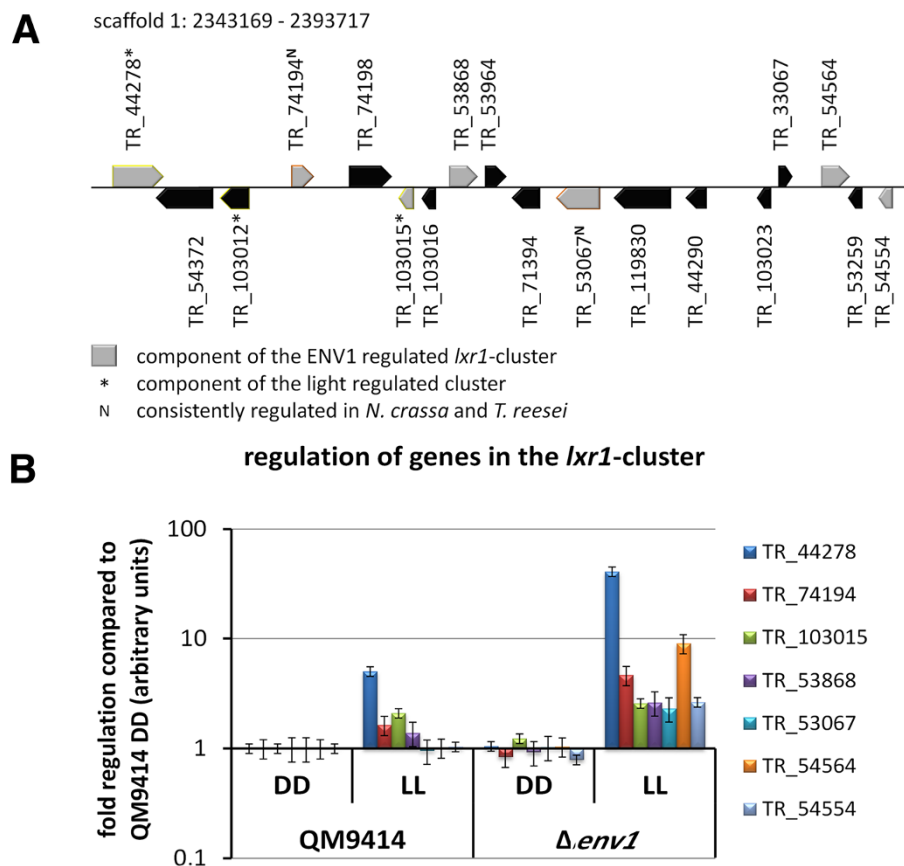 A
scaffold 1: 2343169 - 2393717
TR_44278*
TR_74194N
TR_74198
TR_53868
TR_53964
TR_33067
TR_54564
TR_54372
TR_103012*
TR_103015*
TR_103016
TR_71394
TR_53067N
TR_119830
TR_44290
TR_103023
TR_53259
TR_54554
component of the ENV1 regulated lxr1-cluster
* component of the light regulated cluster
N consistently regulated in N. crassa and T. reesei
B
regulation of genes in the lxr1-cluster
fold regulation compared to
QM9414 DD (arbitrary units)
100
10
1
0.1
DD
LL
DD
LL
QM9414
Δenv1
TR_44278
TR_74194
TR_103015
TR_53868
TR_53067
TR_54564
TR_54554